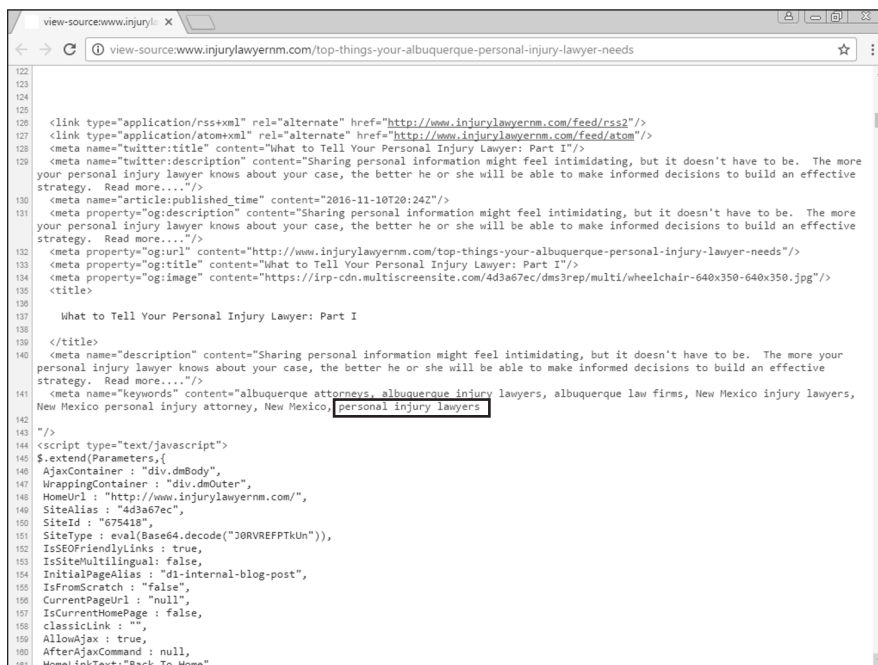 view-source:www.injuryla
view-source:www.injurylawyernm.com/top-things-your-albuquerque-personal-injury-lawyer-needs
122
123
124
125
126 <link type="application/rss+xml" rel="alternate" href="http://www.injurylawyernm.com/feed/rss2"/>
127 <link type="application/atom+xml" rel="alternate" href="http://www.injurylawyernm.com/feed/atom"/>
128 <meta name="twitter:title" content="What to Tell Your Personal Injury Lawyer: Part I"/>
129 <meta name="twitter:description" content="Sharing personal information might feel intimidating, but it doesn't have to be.  The more
your personal injury lawyer knows about your case, the better he or she will be able to make informed decisions to build an effective
strategy.  Read more...."/>
130 <meta name="article:published_time" content="2016-11-10T20:24Z"/>
131 <meta property="og:description" content="Sharing personal information might feel intimidating, but it doesn't have to be.  The more
your personal injury lawyer knows about your case, the better he or she will be able to make informed decisions to build an effective
strategy.  Read more...."/>
132 <meta property="og:url" content="http://www.injurylawyernm.com/top-things-your-albuquerque-personal-injury-lawyer-needs"/>
133 <meta property="og:title" content="What to Tell Your Personal Injury Lawyer: Part I"/>
134 <meta property="og:image" content="https://irp-cdn.multiscreensite.com/4d3a67ec/dms3rep/multi/wheelchair-640x350-640x350.jpg"/>
135 <title>
136
137 What to Tell Your Personal Injury Lawyer: Part I
138
139 </title>
140 <meta name="description" content="Sharing personal information might feel intimidating, but it doesn't have to be.  The more your
personal injury lawyer knows about your case, the better he or she will be able to make informed decisions to build an effective
strategy.  Read more...."/>
141 <meta name="keywords" content="albuquerque attorneys, albuquerque injury lawyers, albuquerque law firms, New Mexico injury lawyers,
New Mexico personal injury attorney, New Mexico, personal injury lawyers
142
143 "/>
144 <script type="text/javascript">
145 $.extend(Parameters,{
146 AjaxContainer : "div.dmBody",
147 WrappingContainer : "div.dmOuter",
148 HomeUrl : "http://www.injurylawyernm.com/",
149 SiteAlias : "4d3a67ec",
150 SiteId : "675418",
151 SiteType : eval(Base64.decode("J0RVREFPTkUn")),
152 IsSEOFriendlyLinks : true,
153 IsSiteMultilingual: false,
154 InitialPageAlias : "d1-internal-blog-post",
155 IsFromScratch : "false",
156 CurrentPageUrl : "null",
157 IsCurrentHomePage : false,
158 classicLink : "",
159 AllowAjax : true,
160 AfterAjaxCommand : null,
161 HomeLinkText:"Back To Home"